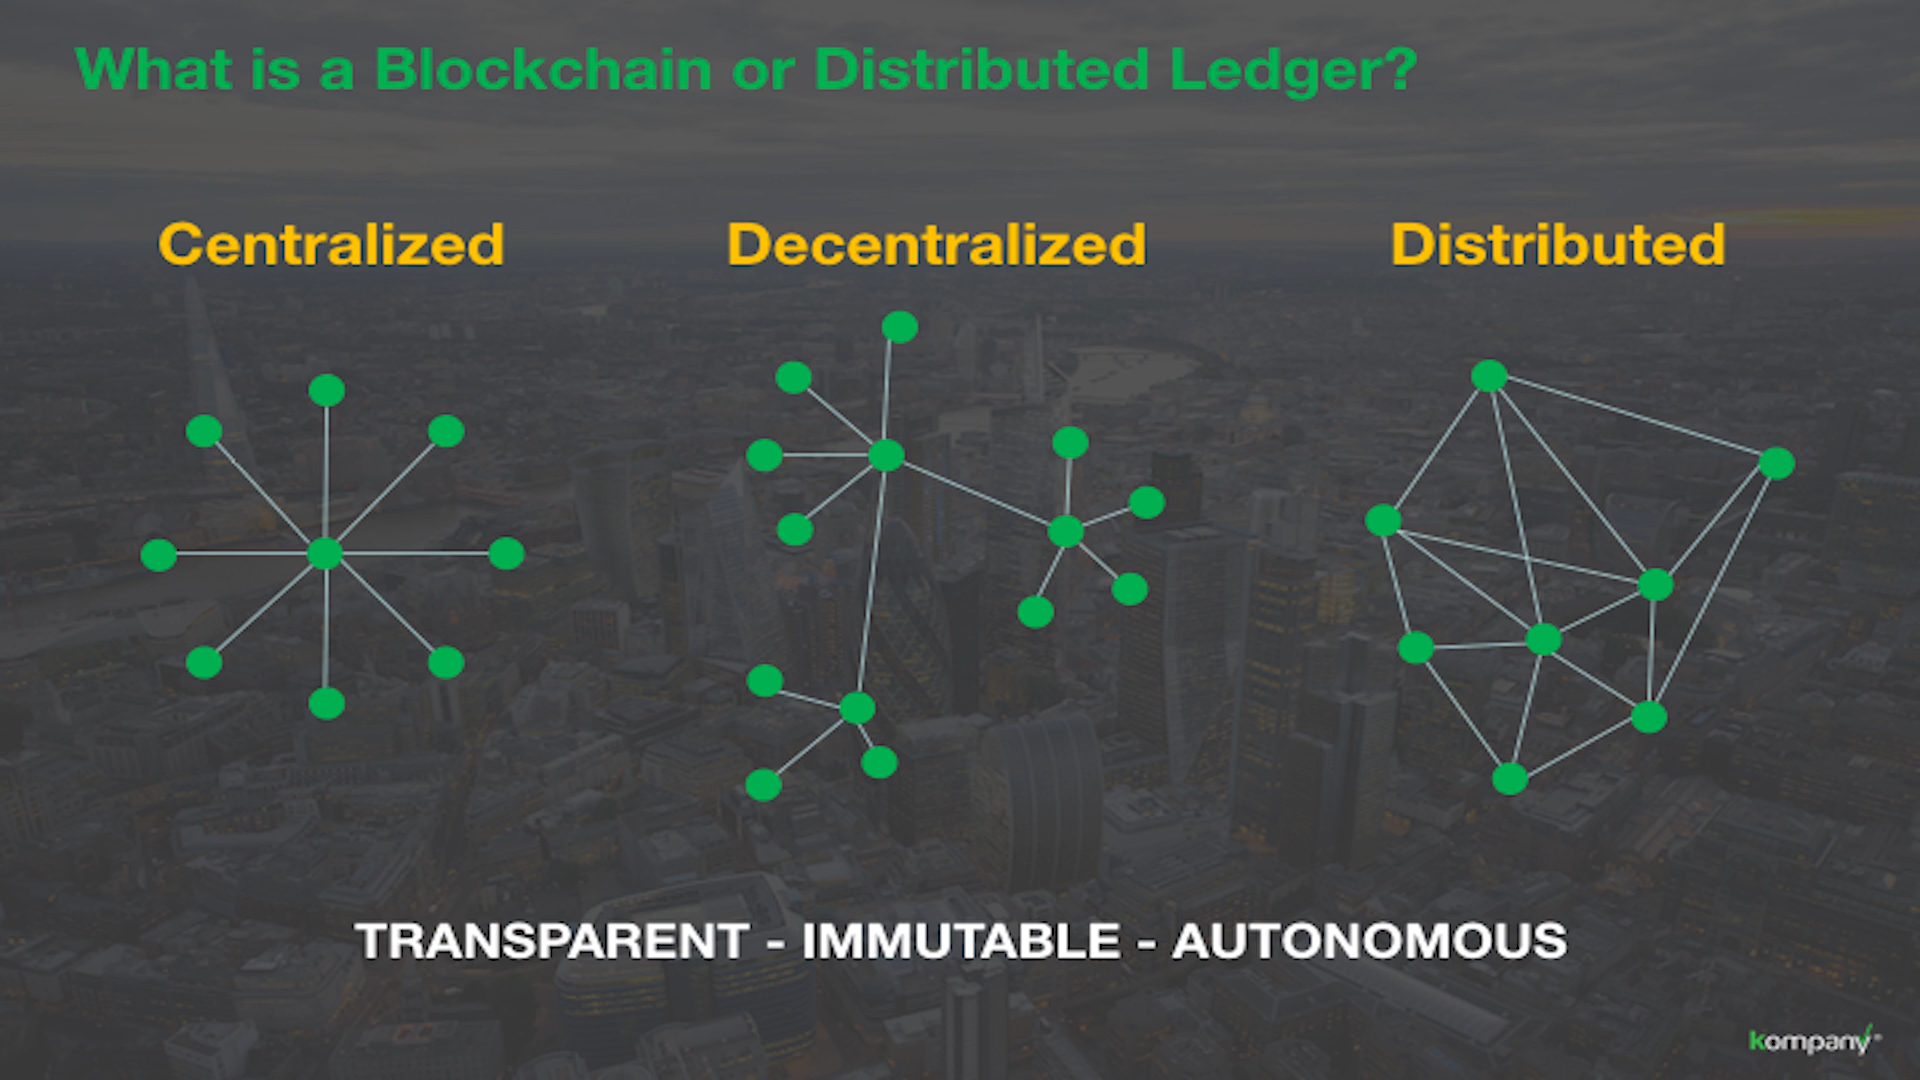 What is a Blockchain or Distributed Ledger?
Centralized
Decentralized
Distributed
TRANSPARENT - IMMUTABLE - AUTONOMOUS
kompany